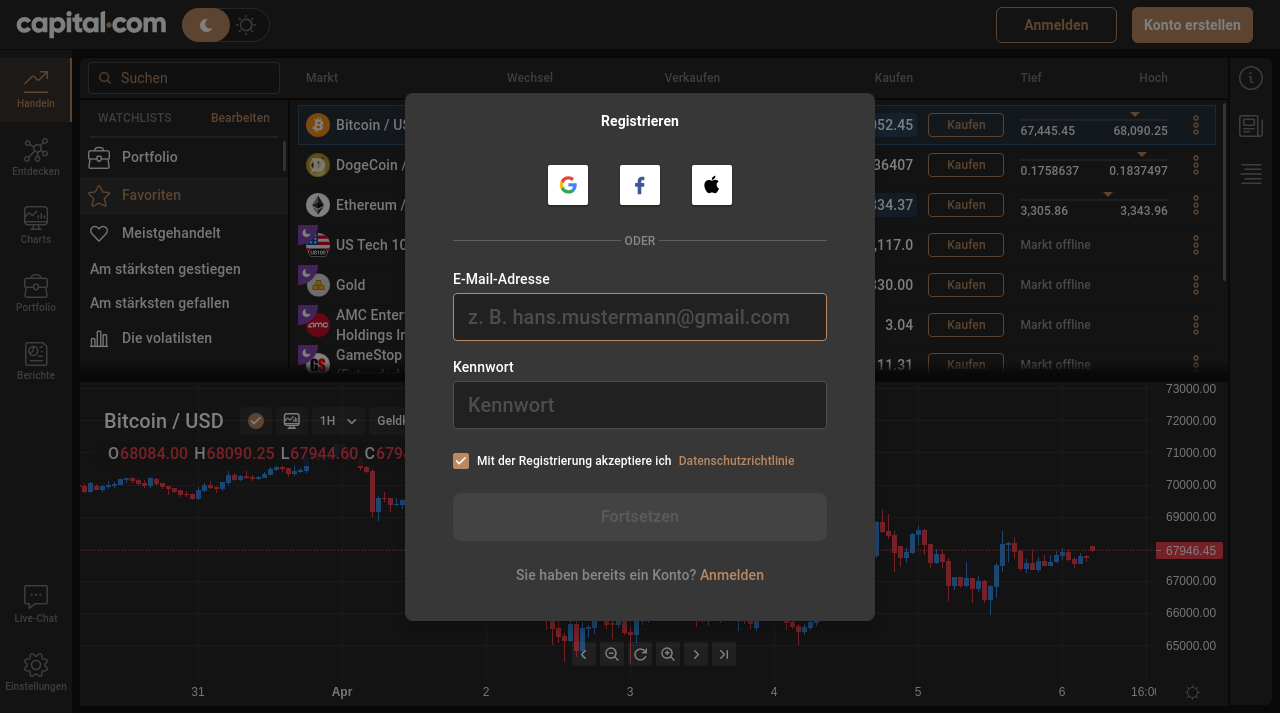 capital.com
Anmelden
Konto erstellen
Handeln
Entdecken
Charts
Portfolio
Berichte
Live-Chat
Einstellungen
Suchen
WATCHLISTS
Bearbeiten
Portfolio
Favoriten
Meistgehandelt
Am stärksten gestiegen
Am stärksten gefallen
Die volatilsten
Markt Wechsel Verkaufen Kaufen Tief Hoch
Bitcoin / 52.45 Kaufen 67,445.45 68,090.25
DogeCoin / 36407 Kaufen 0.1758637 0.1837497
Ethereum / 34.37 Kaufen 3,305.86 3,343.96
US Tech 10 ,117.0 Kaufen Markt offline
Gold 30.00 Kaufen Markt offline
AMC Enter
Holdings In 3.04 Kaufen Markt offline
GameStop 11.31 Kaufen Markt offline
Registrieren
ODER
E-Mail-Adresse
z. B. hans.mustermann@gmail.com
Kennwort
Kennwort
Mit der Registrierung akzeptiere ich Datenschutzrichtlinie
Fortsetzen
Sie haben bereits ein Konto? Anmelden
Bitcoin / USD 1H Geldk
O68084.00 H68090.25 L67944.60 C6794
73000.00
72000.00
71000.00
70000.00
69000.00
67946.45
67000.00
66000.00
65000.00
31 Apr 2 3 4 5 6 16:00